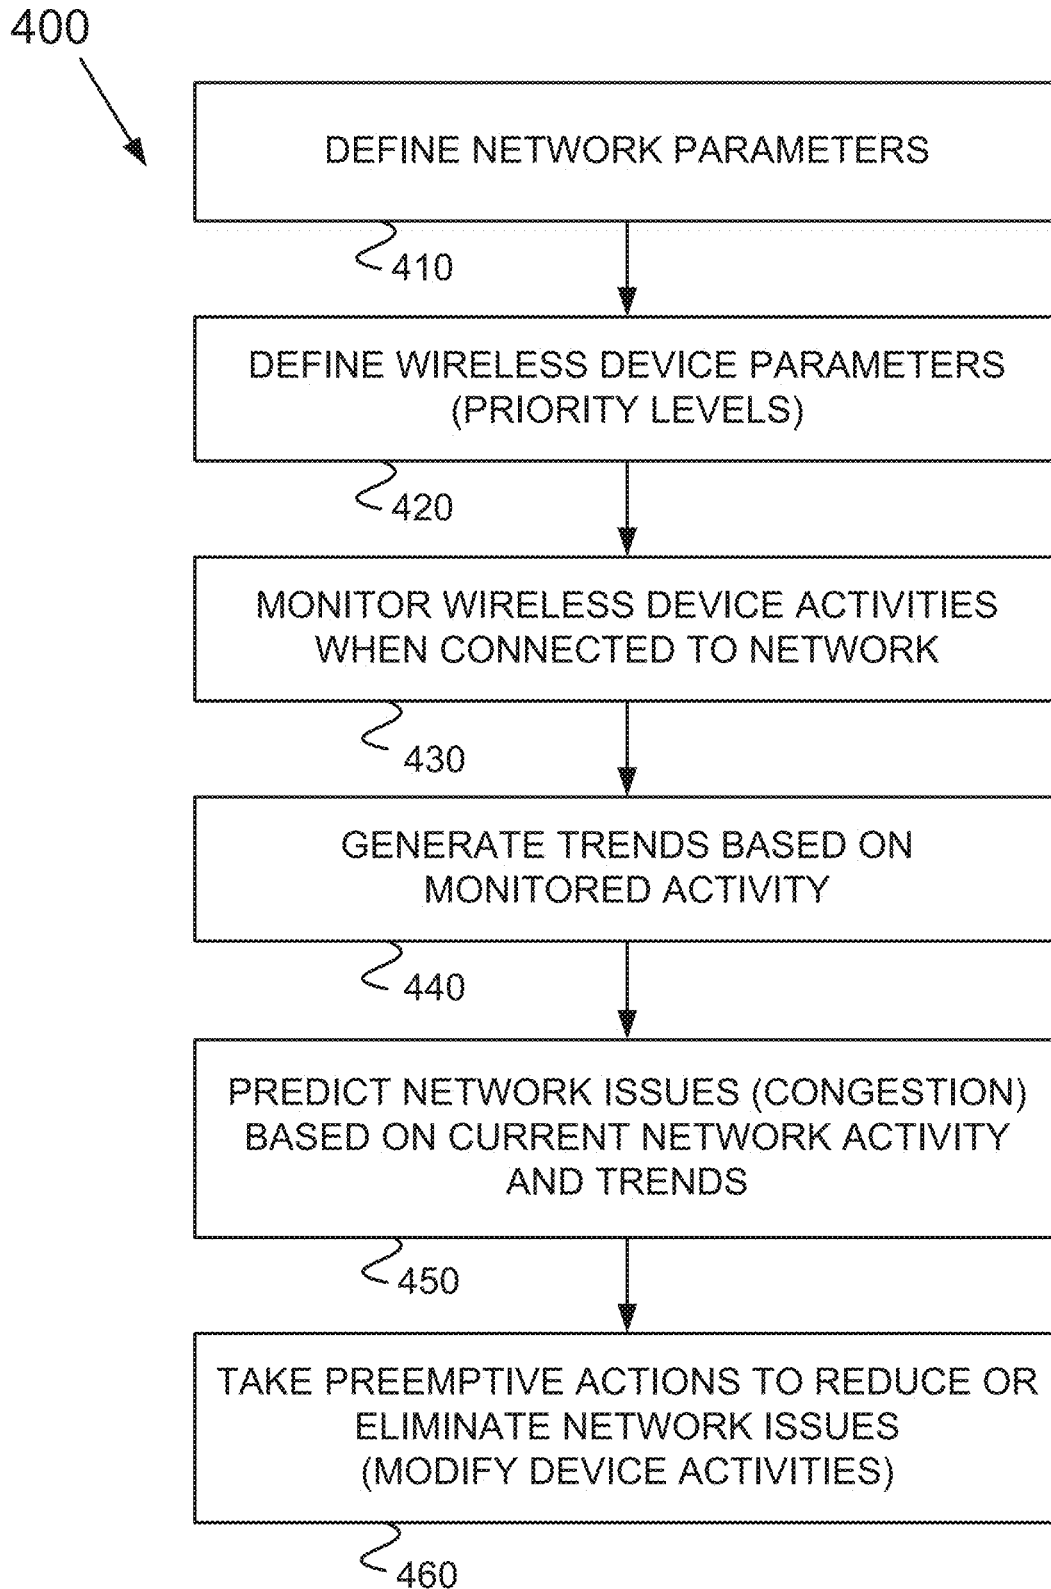 400
DEFINE NETWORK PARAMETERS
410
DEFINE WIRELESS DEVICE PARAMETERS
(PRIORITY LEVELS)
420
MONITOR WIRELESS DEVICE ACTIVITIES
WHEN CONNECTED TO NETWORK
430
GENERATE TRENDS BASED ON
MONITORED ACTIVITY
440
PREDICT NETWORK ISSUES (CONGESTION)
BASED ON CURRENT NETWORK ACTIVITY
AND TRENDS
450
TAKE PREEMPTIVE ACTIONS TO REDUCE OR
ELIMINATE NETWORK ISSUES
(MODIFY DEVICE ACTIVITIES)
460